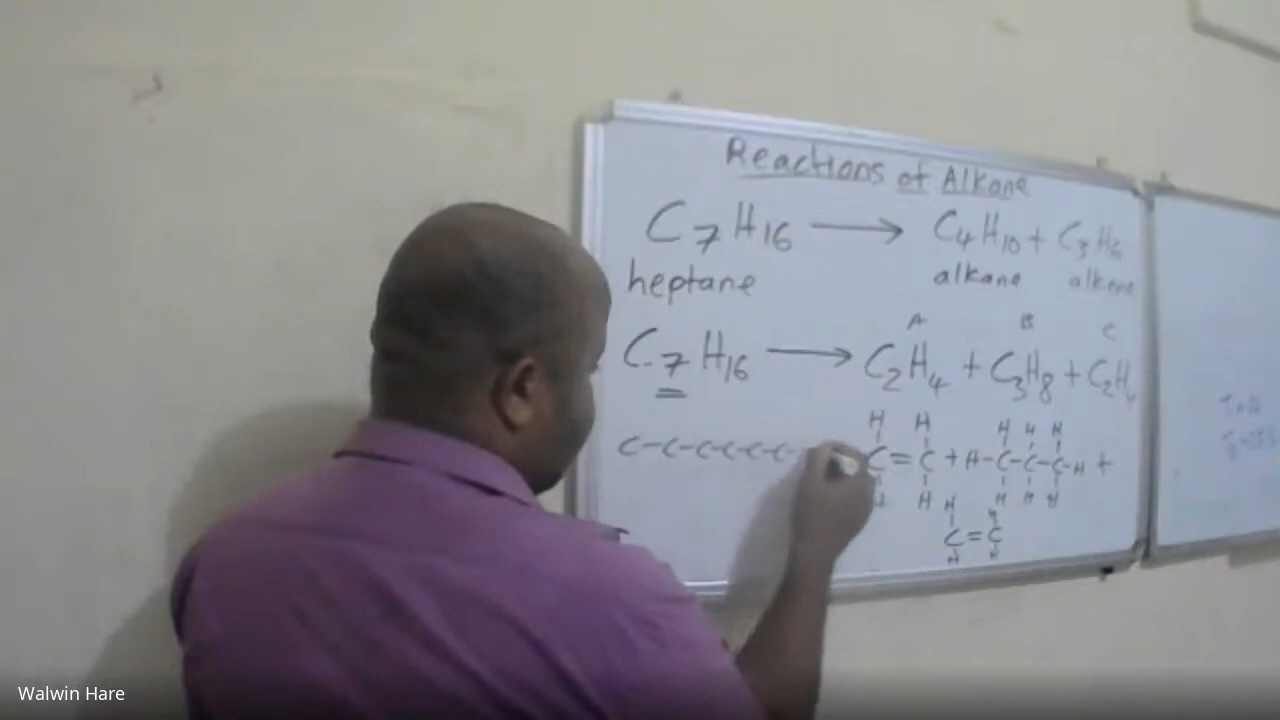 Reactions of Alkane
C7H16 → C4H10 + C3H6
heptane alkane alkene
A B C
C7H16 → C2H4 + C3H8 + C2H4
H H H H H
C-C-C-C-C-C- C=C + H-C-C-C-H +
H H H H
H H
C=C
H H
Walwin Hare